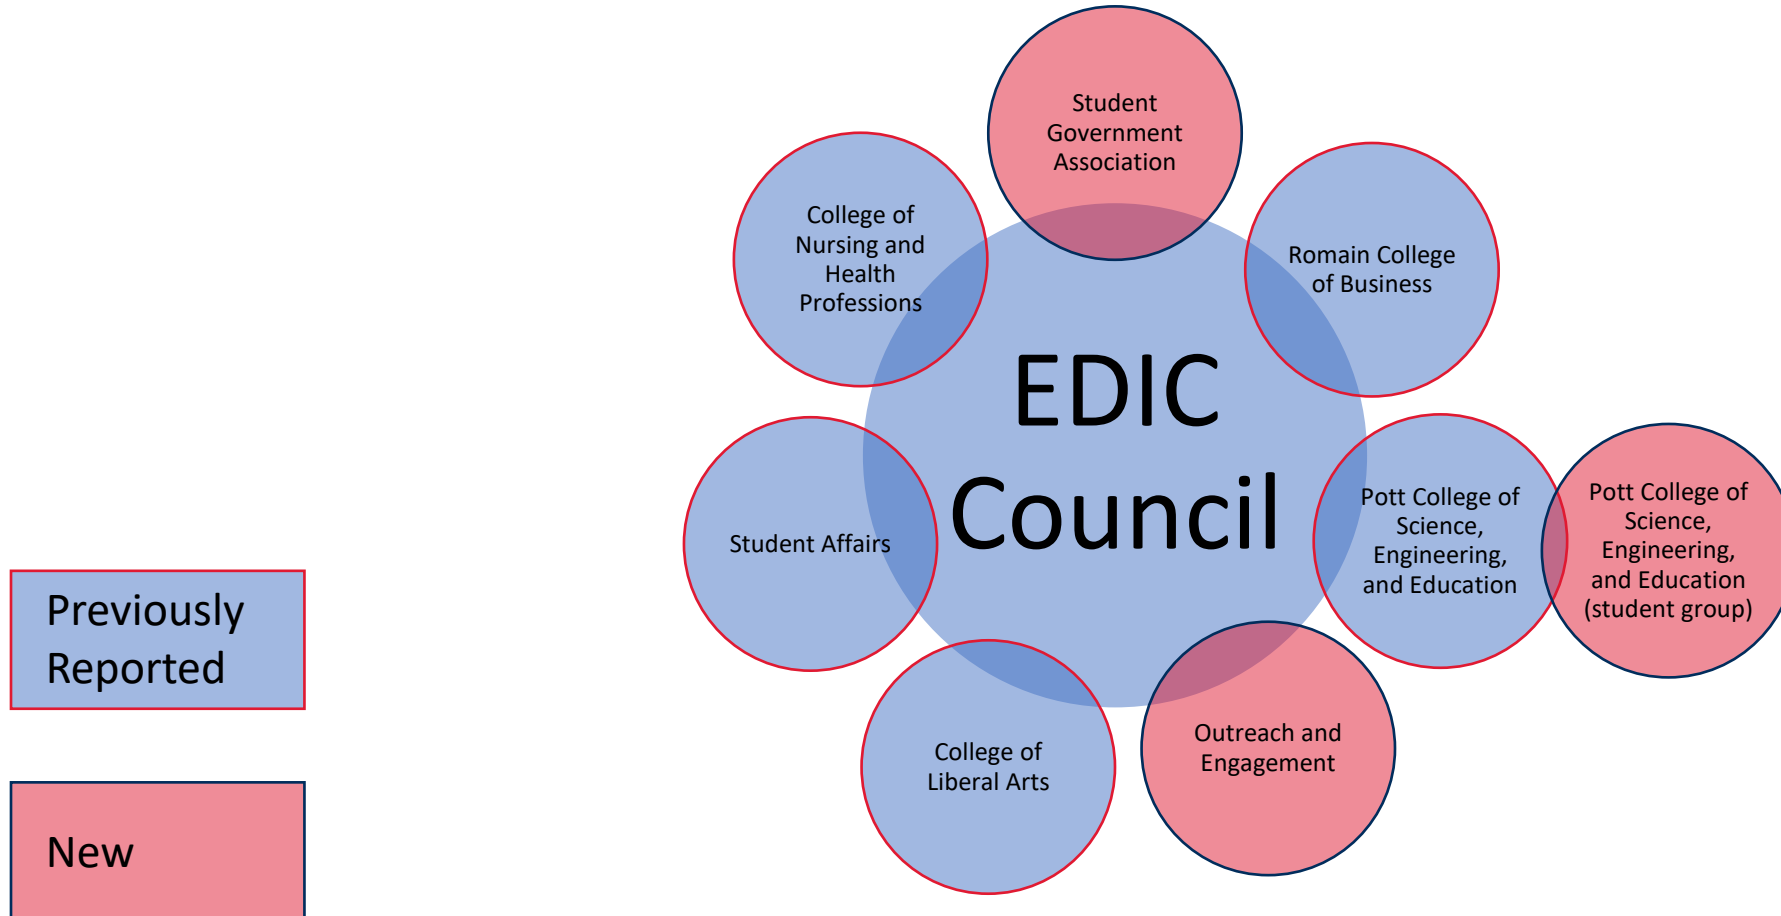 Student
Government
Association
College of
Nursing and
Health
Professions
Romain College
of Business
EDIC
Council
Student Affairs
Pott College of
Science,
Engineering,
and Education
Pott College of
Science,
Engineering,
and Education
(student group)
Outreach and
Engagement
College of
Liberal Arts
Previously
Reported
New